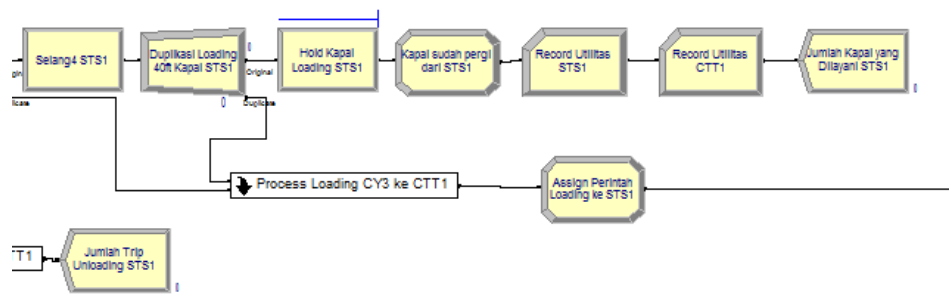 Selang4 STS1
Duplikasi Loading
40ft Kapal STS1
0
Original
0
Duplicate
Hold Kapal
Loading STS1
Kapal sudah pergi
dari STS1
Record Utilitas
STS1
Record Utilitas
CTT1
Jumlah Kapal yang
Dilayani STS1
0
Process Loading CY3 ke CTT1
Assign Perintah
Loading ke STS1
TT1
Jumlah Trip
Unloading STS1
0